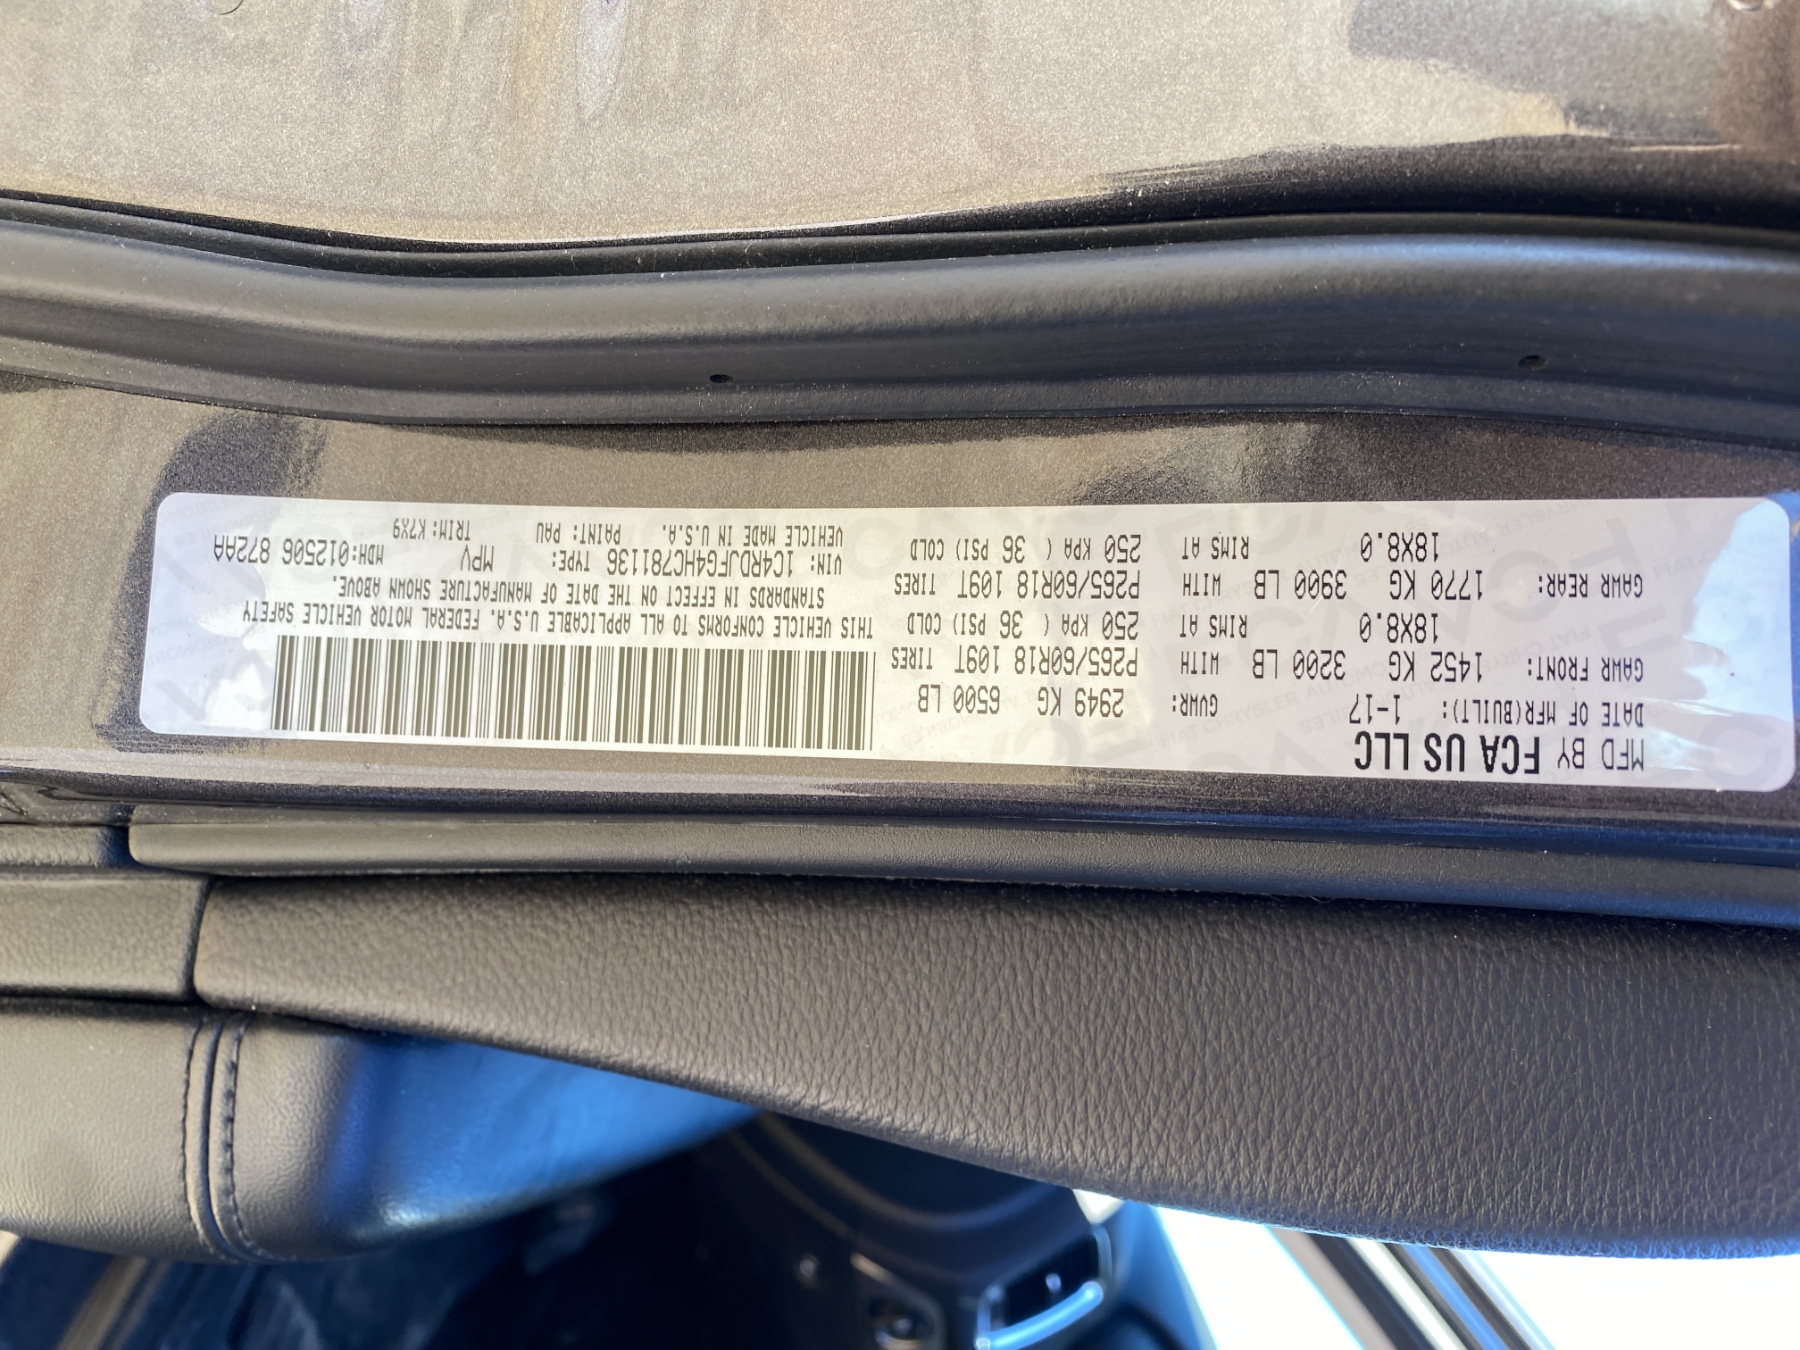 MFD BY FCA US LLC
DATE OF MFR(BUILT): 1-17 GVWR: 2949 KG 6500 LB
GAWR FRONT: 1452 KG 3200 LB WITH P265/60R18 109T TIRES
18X8.0 RIMS AT 250 KPA ( 36 PSI) COLD
GAWR REAR: 1770 KG 3900 LB WITH P265/60R18 109T TIRES
18X8.0 RIMS AT 250 KPA ( 36 PSI) COLD
THIS VEHICLE CONFORMS TO ALL APPLICABLE U.S.A. FEDERAL MOTOR VEHICLE SAFETY
STANDARDS IN EFFECT ON THE DATE OF MANUFACTURE SHOWN ABOVE.
VIN: 1C4RDJFG4HC781136 TYPE: MPV MDH:012506 872AA
VEHICLE MADE IN U.S.A. PAINT: PAU TRIM: K7X9